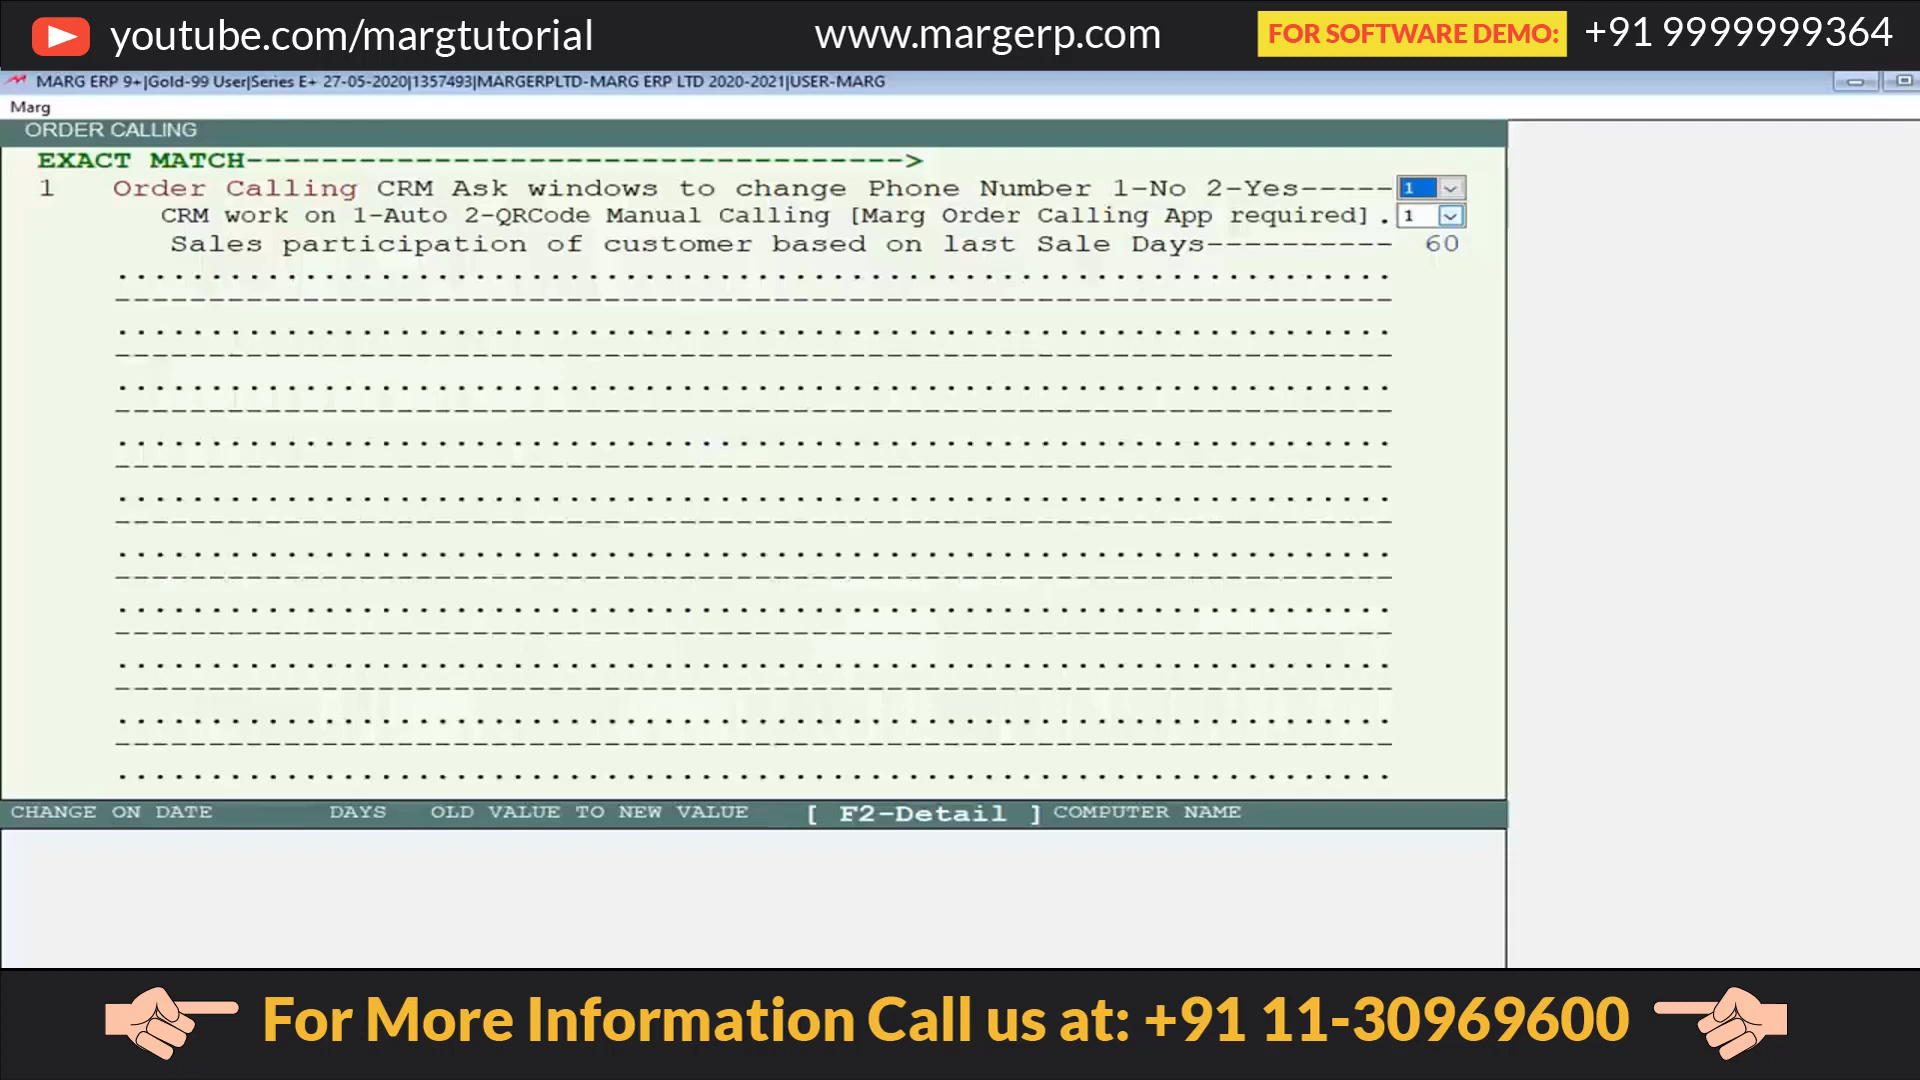 youtube.com/margtutorial
www.margerp.com
FOR SOFTWARE DEMO:
+91 9999999364
MARG ERP 9+|Gold-99 User|Series E+ 27-05-2020|1357493|MARGERPLTD-MARG ERP LTD 2020-2021|USER-MARG
Marg
ORDER CALLING
EXACT MATCH----------------------------------->
1 Order Calling CRM Ask windows to change Phone Number 1-No 2-Yes----- 1
CRM work on 1-Auto 2-QRCode Manual Calling [Marg Order Calling App required]. 1
Sales participation of customer based on last Sale Days---------- 60
CHANGE ON DATE DAYS OLD VALUE TO NEW VALUE [ F2-Detail ] COMPUTER NAME
For More Information Call us at: +91 11-30969600